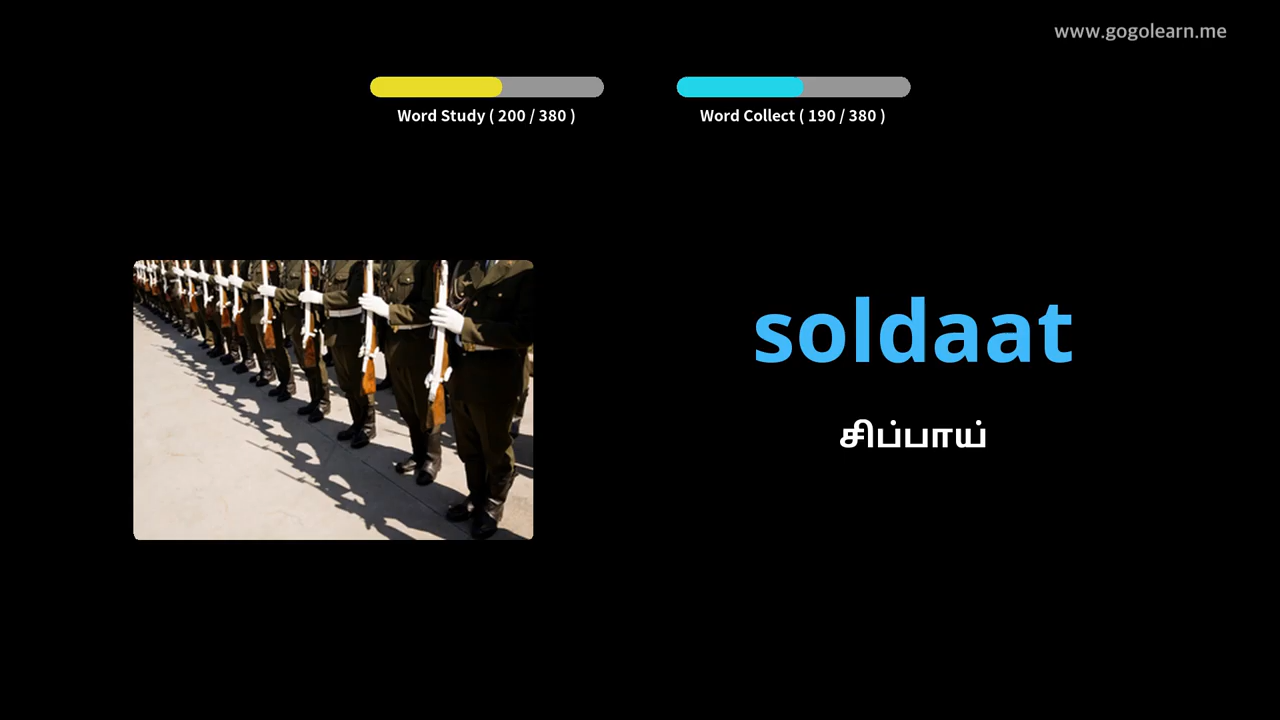 www.gogolearn.me
Word Study ( 200 / 380 )
Word Collect ( 190 / 380 )
soldaat
சிப்பாய்